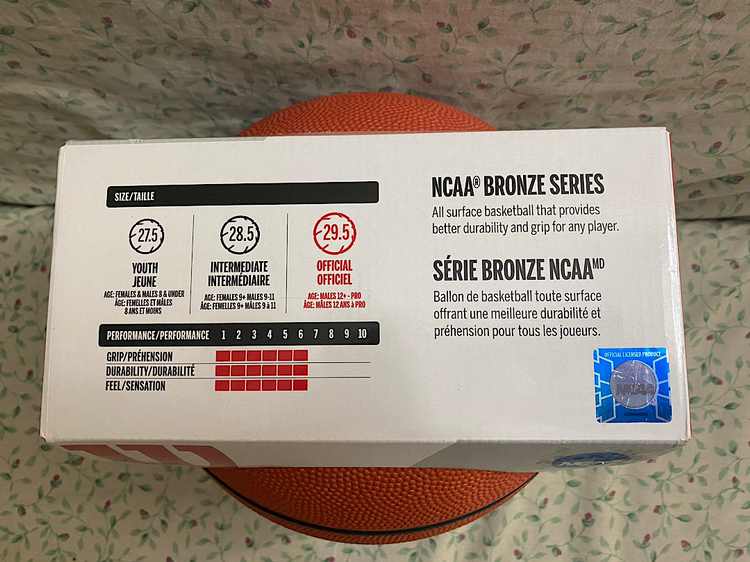 SIZE/TAILLE
27.5
YOUTH
JEUNE
AGE: FEMALES & MALES 8 & UNDER
ÂGE: FEMELLES ET MÂLES
8 ANS ET MOINS
28.5
INTERMEDIATE
INTERMÉDIAIRE
AGE: FEMALES 9+ MALES 9-11
ÂGE: FEMELLES 9+ MÂLES 9 à 11
29.5
OFFICIAL
OFFICIEL
AGE: MALES 12+ - PRO
ÂGE: MÂLES 12 ANS à PRO
PERFORMANCE/PERFORMANCE 1 2 3 4 5 6 7 8 9 10
GRIP/PRÉHENSION
DURABILITY/DURABILITÉ
FEEL/SENSATION
NCAA® BRONZE SERIES
All surface basketball that provides
better durability and grip for any player.
SÉRIE BRONZE NCAAMD
Ballon de basketball toute surface
offrant une meilleure durabilité et
préhension pour tous les joueurs.
OFFICIAL LICENSED PRODUCT
NCAA